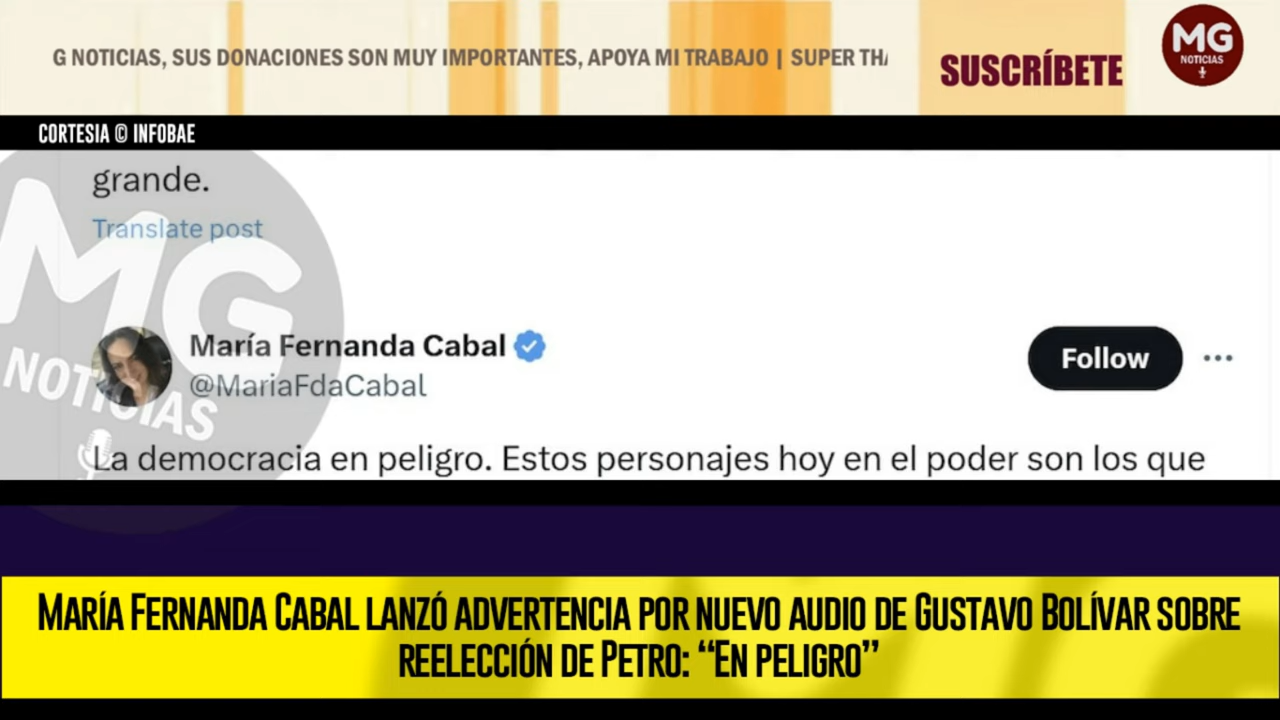 G NOTICIAS, SUS DONACIONES SON MUY IMPORTANTES, APOYA MI TRABAJO | SUPER
SUSCRÍBETE
MG
NOTICIAS
CORTESIA © INFOBAE
grande.
Translate post
MG
NOTICIAS
María Fernanda Cabal
@MariaFdaCabal
Follow
La democracia en peligro. Estos personajes hoy en el poder son los que
MARÍA FERNANDA CABAL LANZÓ ADVERTENCIA POR NUEVO AUDIO DE GUSTAVO BOLÍVAR SOBRE
REELECCIÓN DE PETRO: “EN PELIGRO”